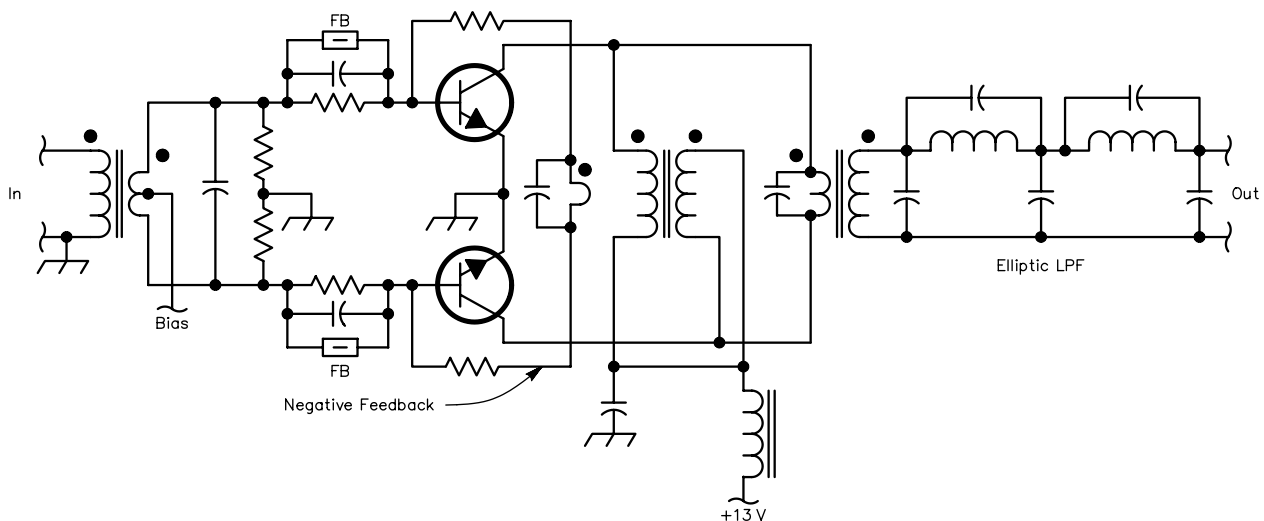 FB
In
Out
Elliptic LPF
Bias
FB
Negative Feedback
+13 V